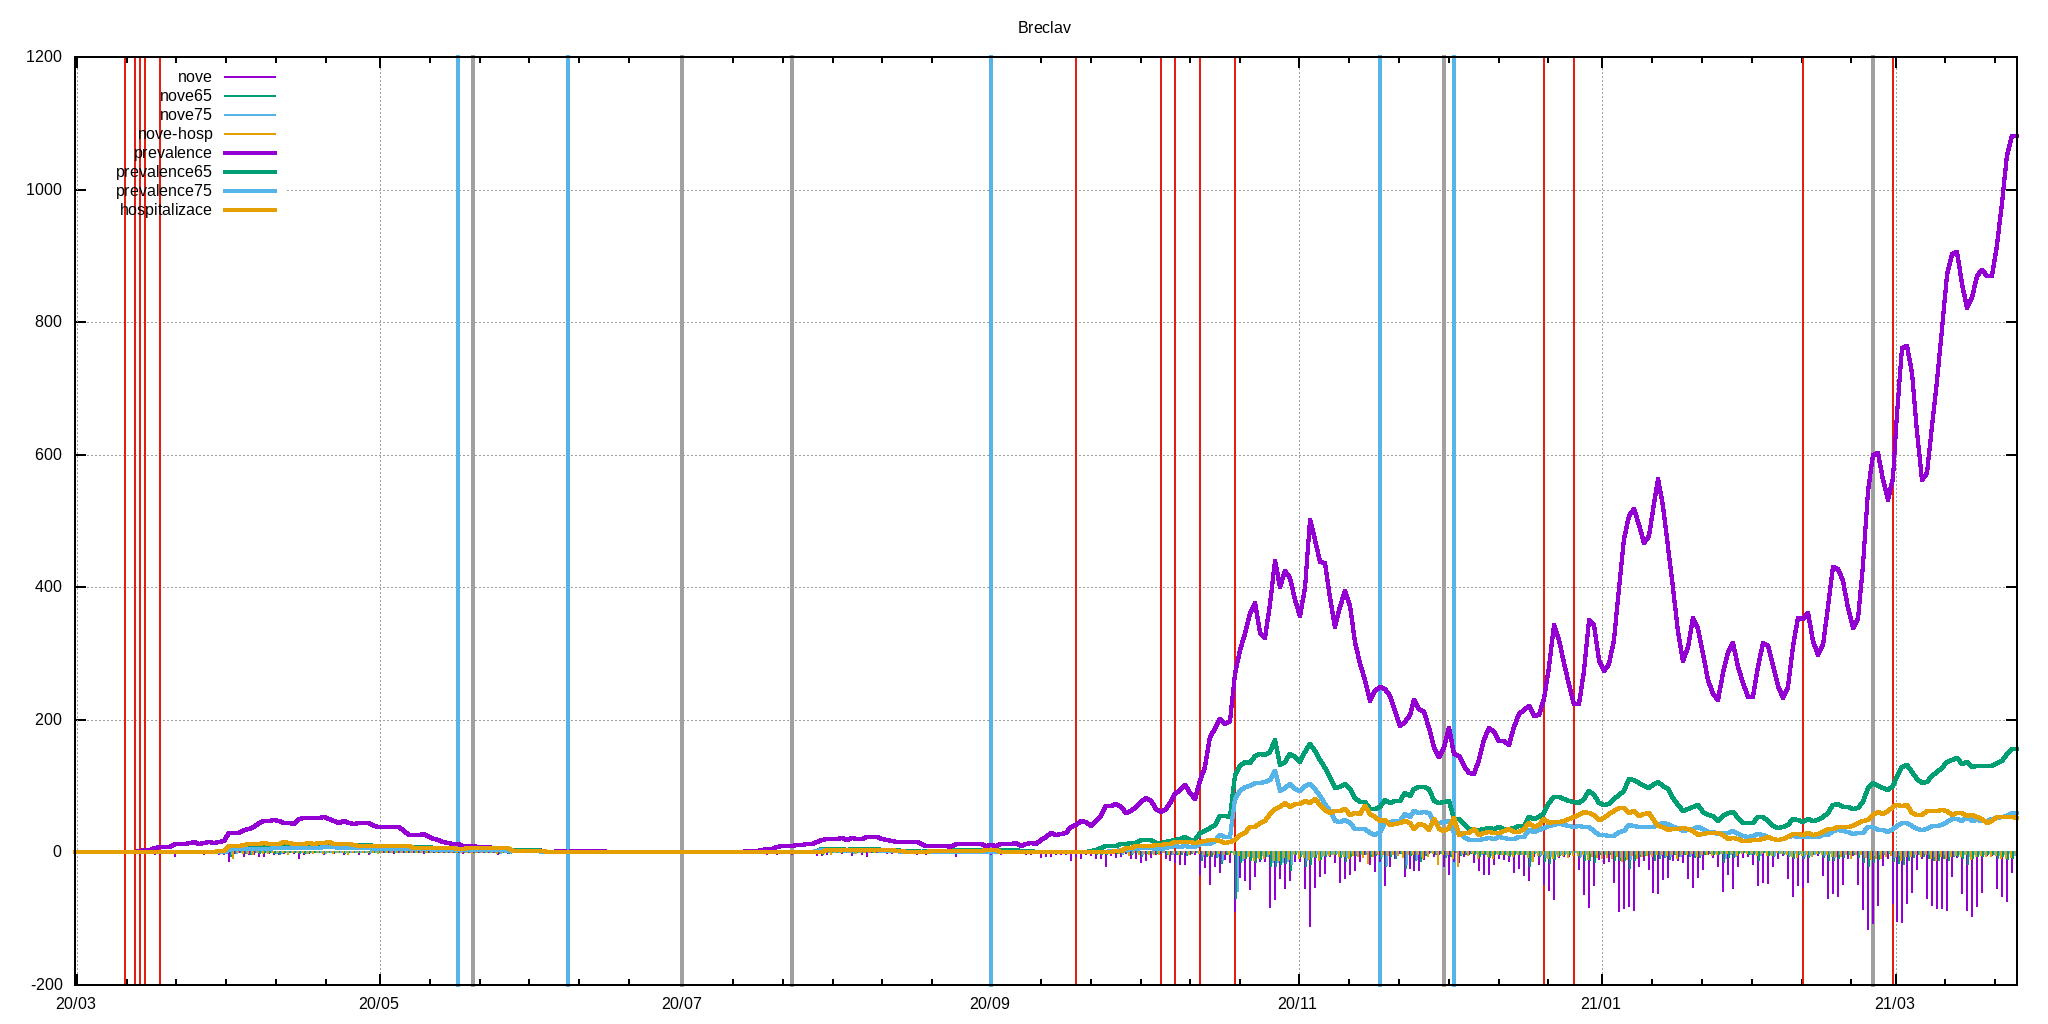 Breclav
1200
nove
nove65
nove75
nove-hosp
prevalence
prevalence65
prevalence75
hospitalizace
1000
800
600
400
200
0
-200
20/03 20/05 20/07 20/09 20/11 21/01 21/03